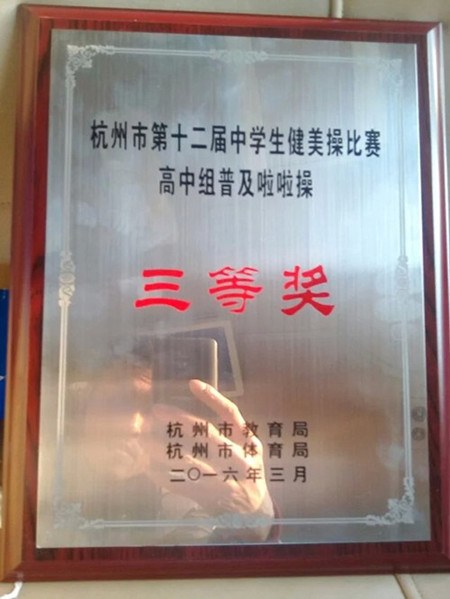 杭州市第十二届中学生健美操比赛
高中组普及啦啦操
三等奖
杭州市教育局
杭州市体育局
二〇一六年三月